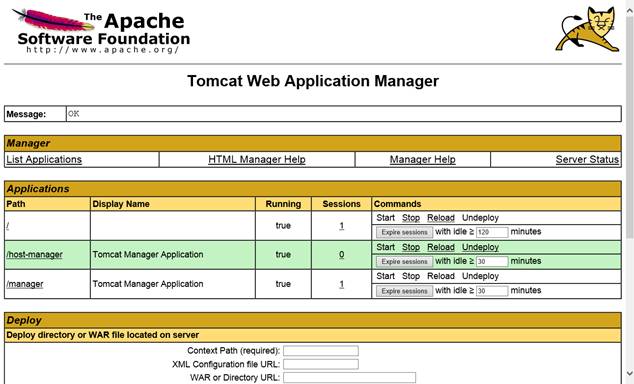 The Apache
Software Foundation
http://www.apache.org/
Tomcat Web Application Manager
Message: OK
Manager
List Applications HTML Manager Help Manager Help Server Status
Applications
Path Display Name Running Sessions Commands
/ true 1 Start Stop Reload Undeploy
Expire sessions with idle ≥ 120 minutes
/host-manager Tomcat Manager Application true 0 Start Stop Reload Undeploy
Expire sessions with idle ≥ 30 minutes
/manager Tomcat Manager Application true 1 Start Stop Reload Undeploy
Expire sessions with idle ≥ 30 minutes
Deploy
Deploy directory or WAR file located on server
Context Path (required):
XML Configuration file URL:
WAR or Directory URL: